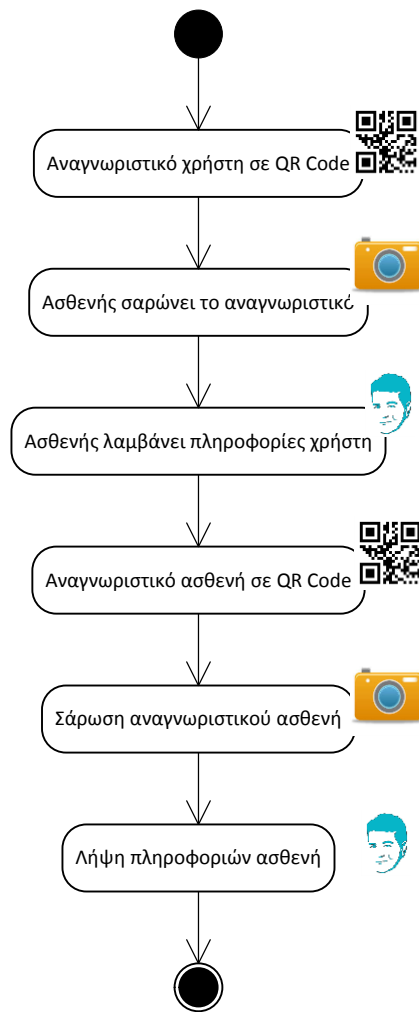 Αναγνωριστικό χρήστη σε QR Code
Ασθενής σαρώνει το αναγνωριστικό
Ασθενής λαμβάνει πληροφορίες χρήστη
Αναγνωριστικό ασθενή σε QR Code
Σάρωση αναγνωριστικού ασθενή
Λήψη πληροφοριών ασθενή